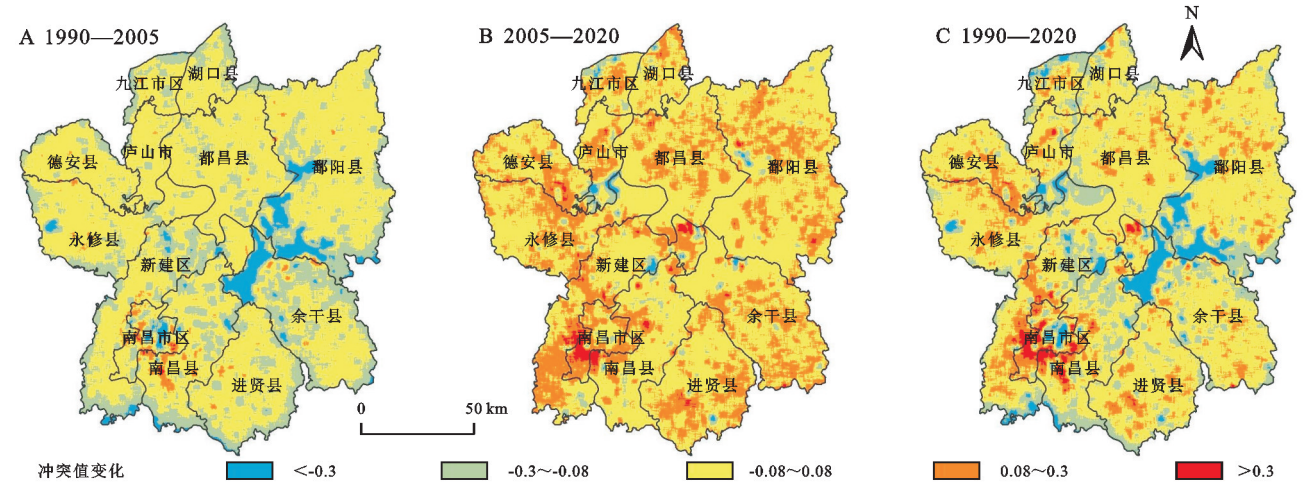 A 1990—2005
九江市区
湖口县
德安县
庐山市
都昌县
鄱阳县
永修县
新建区
余干县
南昌市区
南昌县
进贤县
0 50 km
B 2005—2020
九江市区
湖口县
德安县
庐山市
都昌县
鄱阳县
永修县
新建区
余干县
南昌市区
南昌县
进贤县
C 1990—2020
N
九江市区
湖口县
德安县
庐山市
都昌县
鄱阳县
永修县
新建区
余干县
南昌市区
南昌县
进贤县
冲突值变化 <-0.3 -0.3～-0.08 -0.08～0.08 0.08～0.3 >0.3